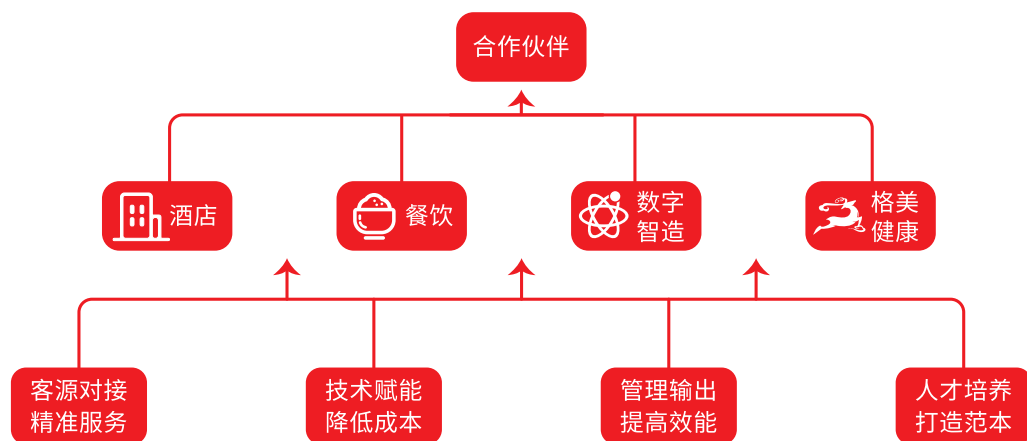 合作伙伴
酒店
餐饮
数字
智造
格美
健康
客源对接
精准服务
技术赋能
降低成本
管理输出
提高效能
人才培养
打造范本